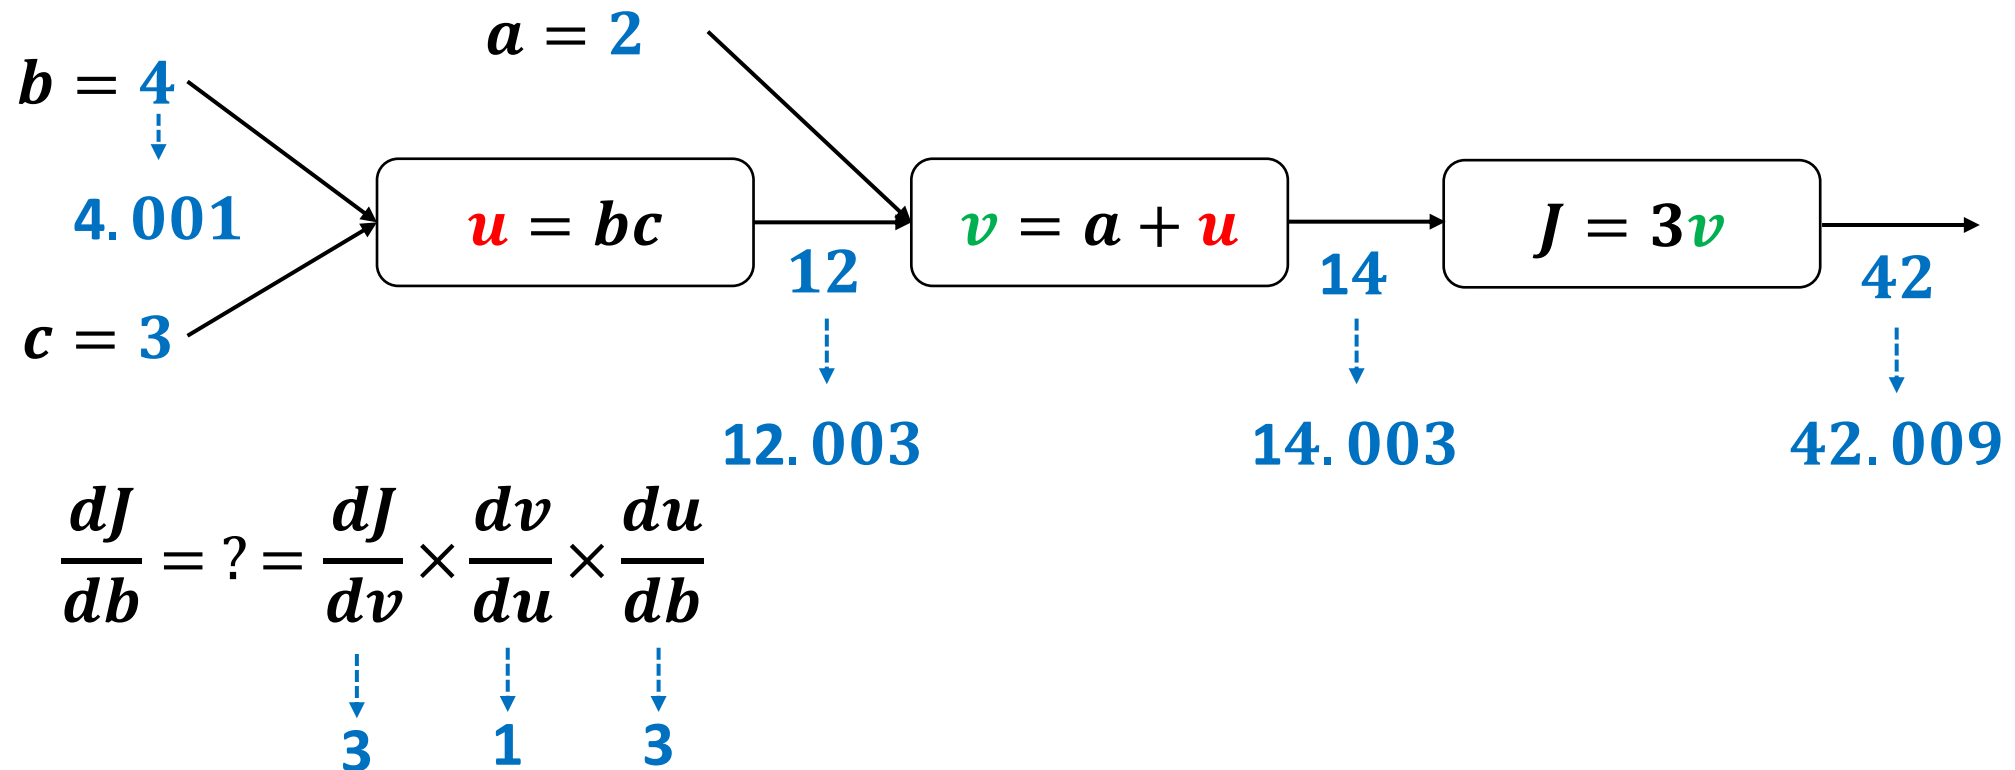 a = 2
b = 4
4.001
c = 3
u = bc
12
12.003
v = a + u
14
14.003
J = 3v
42
42.009
dJ/db = ? = dJ/dv × dv/du × du/db
3 1 3